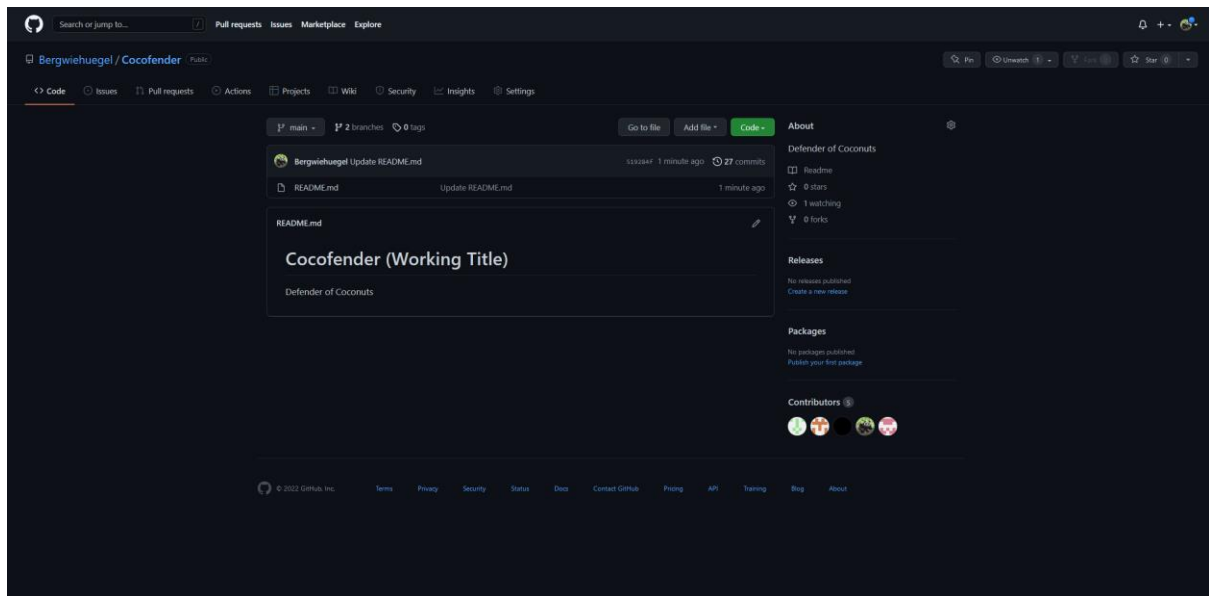 Search or jump to... /
Pull requests Issues Marketplace Explore
Bergwiehuegel / Cocofender Public
Pin Unwatch 1 Star 0
Code Issues Pull requests Actions Projects Wiki Security Insights Settings
main 2 branches 0 tags Go to file Add file Code
Bergwiehuegel Update README.md 1 minute ago 27 commits
README.md Update README.md 1 minute ago
README.md
Cocofender (Working Title)
Defender of Coconuts
About
Defender of Coconuts
Readme
0 stars
1 watching
0 forks
Releases
No releases published
Create a new release
Packages
No packages published
Publish your first package
Contributors 5
© 2022 GitHub, Inc. Terms Privacy Security Status Docs Contact GitHub Pricing API Training Blog About